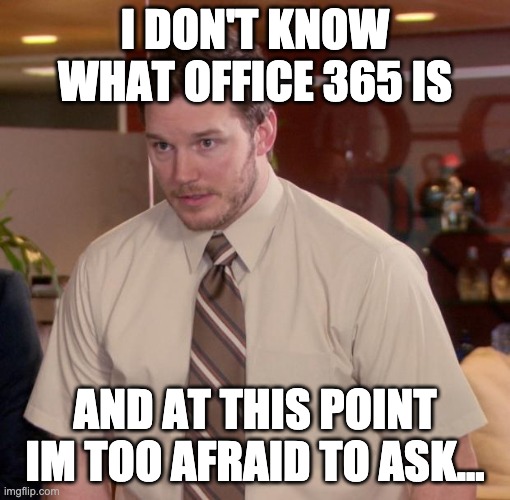 I DON'T KNOW
WHAT OFFICE 365 IS
AND AT THIS POINT
IM TOO AFRAID TO ASK...
imgflip.com